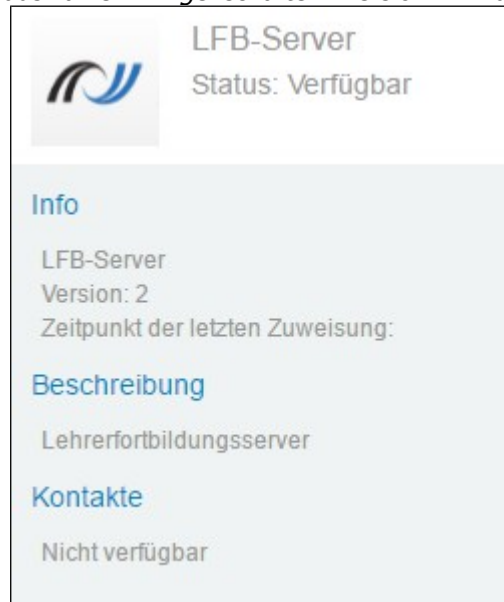 LFB-Server
Status: Verfügbar
Info
LFB-Server
Version: 2
Zeitpunkt der letzten Zuweisung:
Beschreibung
Lehrerfortbildungsserver
Kontakte
Nicht verfügbar